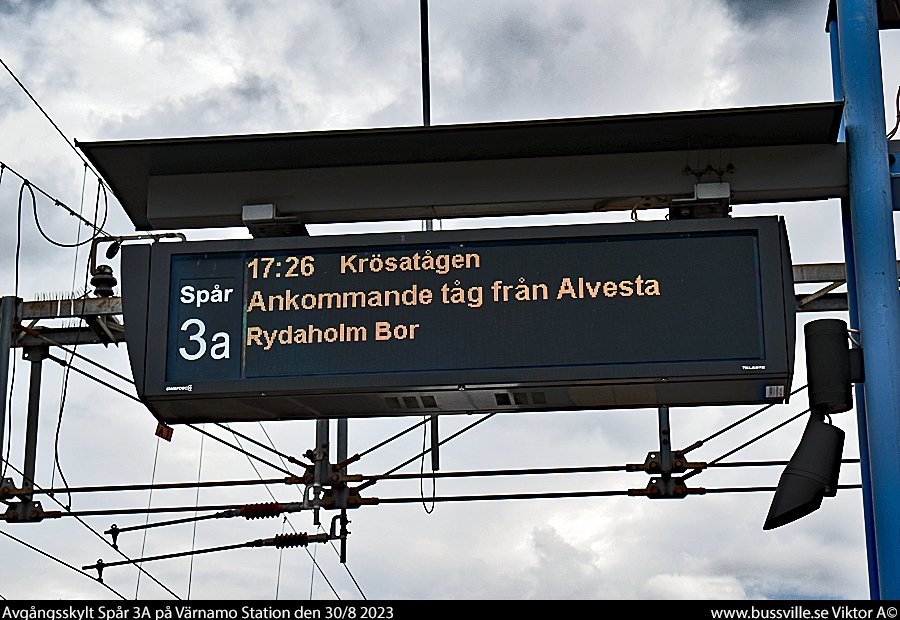 17:26 Krösatågen
Spår
Ankommande tåg från Alvesta
3a
Rydaholm Bor
TELESTE
Avgångsskylt Spår 3A på Värnamo Station den 30/8 2023
www.bussville.se Viktor A©